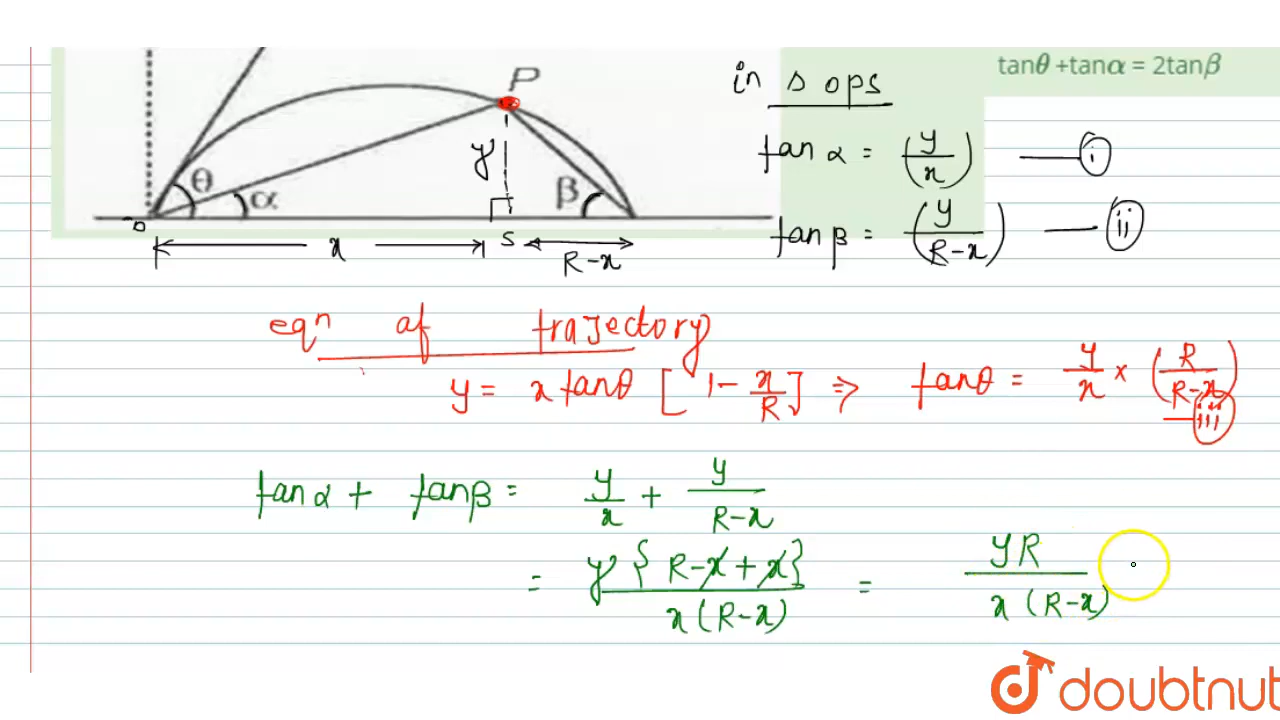 tanθ +tanα = 2tanβ
P
θ
α
β
y
o
x
S
R-x
in Δ OPS
tan α = (y/x) — (i)
tan β = (y/(R-x)) — (ii)
eqn of trajectory
y = x tanθ [1 - x/R] ⇒ tanθ = y/x × (R/(R-x)) — (iii)
tan α + tan β = y/x + y/(R-x)
= y{R-x+x}/x(R-x) = yR/x(R-x)
doubtnut